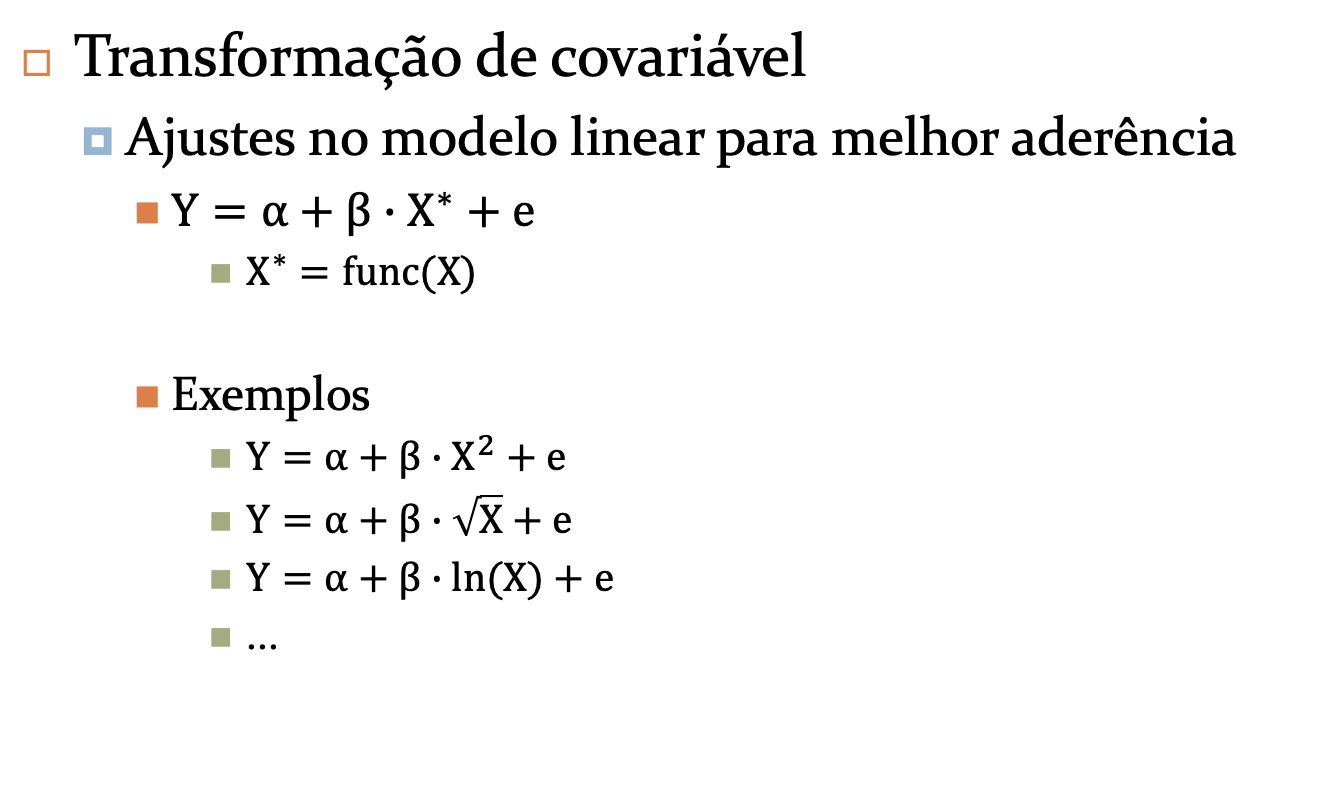 Transformação de covariável
Ajustes no modelo linear para melhor aderência
Y = α + β · X* + e
X* = func(X)
Exemplos
Y = α + β · X² + e
Y = α + β · √X + e
Y = α + β · ln(X) + e
...